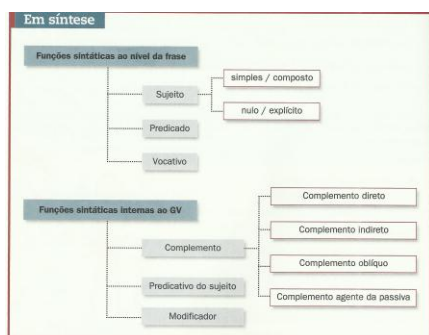 Em síntese
Funções sintáticas ao nível da frase
Sujeito
simples / composto
nulo / explícito
Predicado
Vocativo
Funções sintáticas internas ao GV
Complemento
Complemento direto
Complemento indireto
Complemento oblíquo
Complemento agente da passiva
Predicativo do sujeito
Modificador